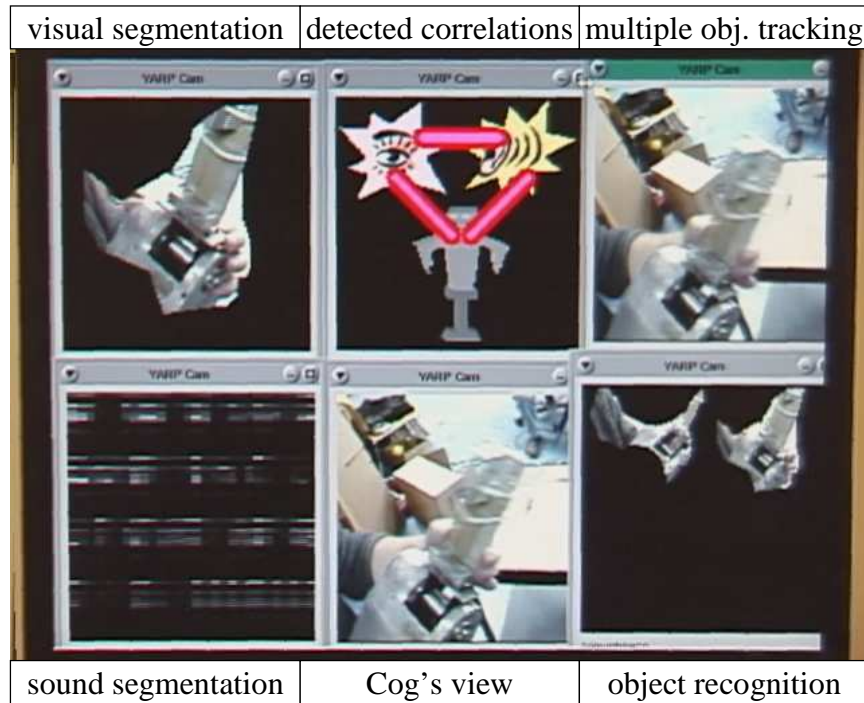 visual segmentation
detected correlations
multiple obj. tracking
YARP Cam
YARP Cam
YARP Cam
YARP Cam
YARP Cam
YARP Cam
sound segmentation
Cog's view
object recognition